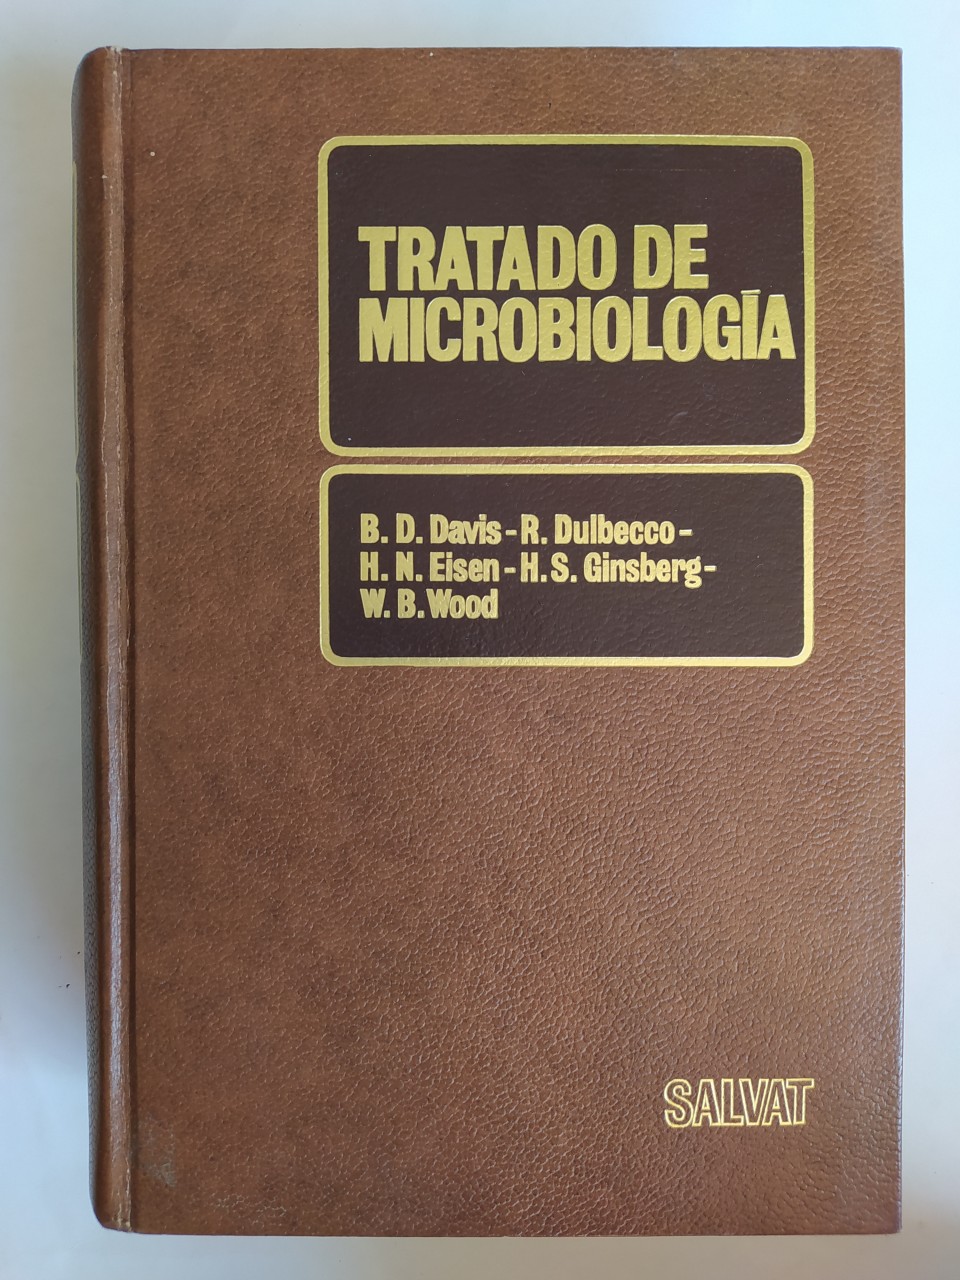 TRATADO DE
MICROBIOLOGÍA
B. D. Davis - R. Dulbecco -
H. N. Eisen - H. S. Ginsberg -
W. B. Wood
SALVAT